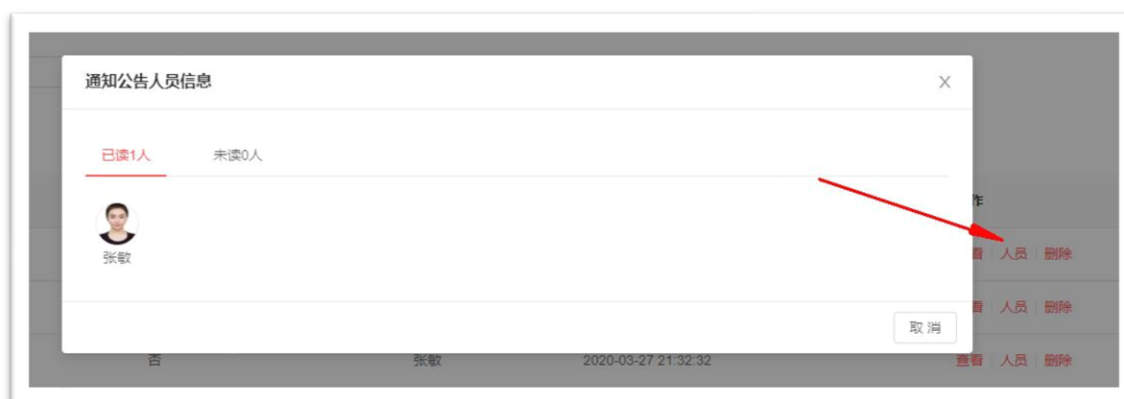 通知公告人员信息
已读1人 未读0人
张敏
作
看 人员 删除
看 人员 删除
取 消
否 张敏 2020-03-27 21:32:32 查看 人员 删除